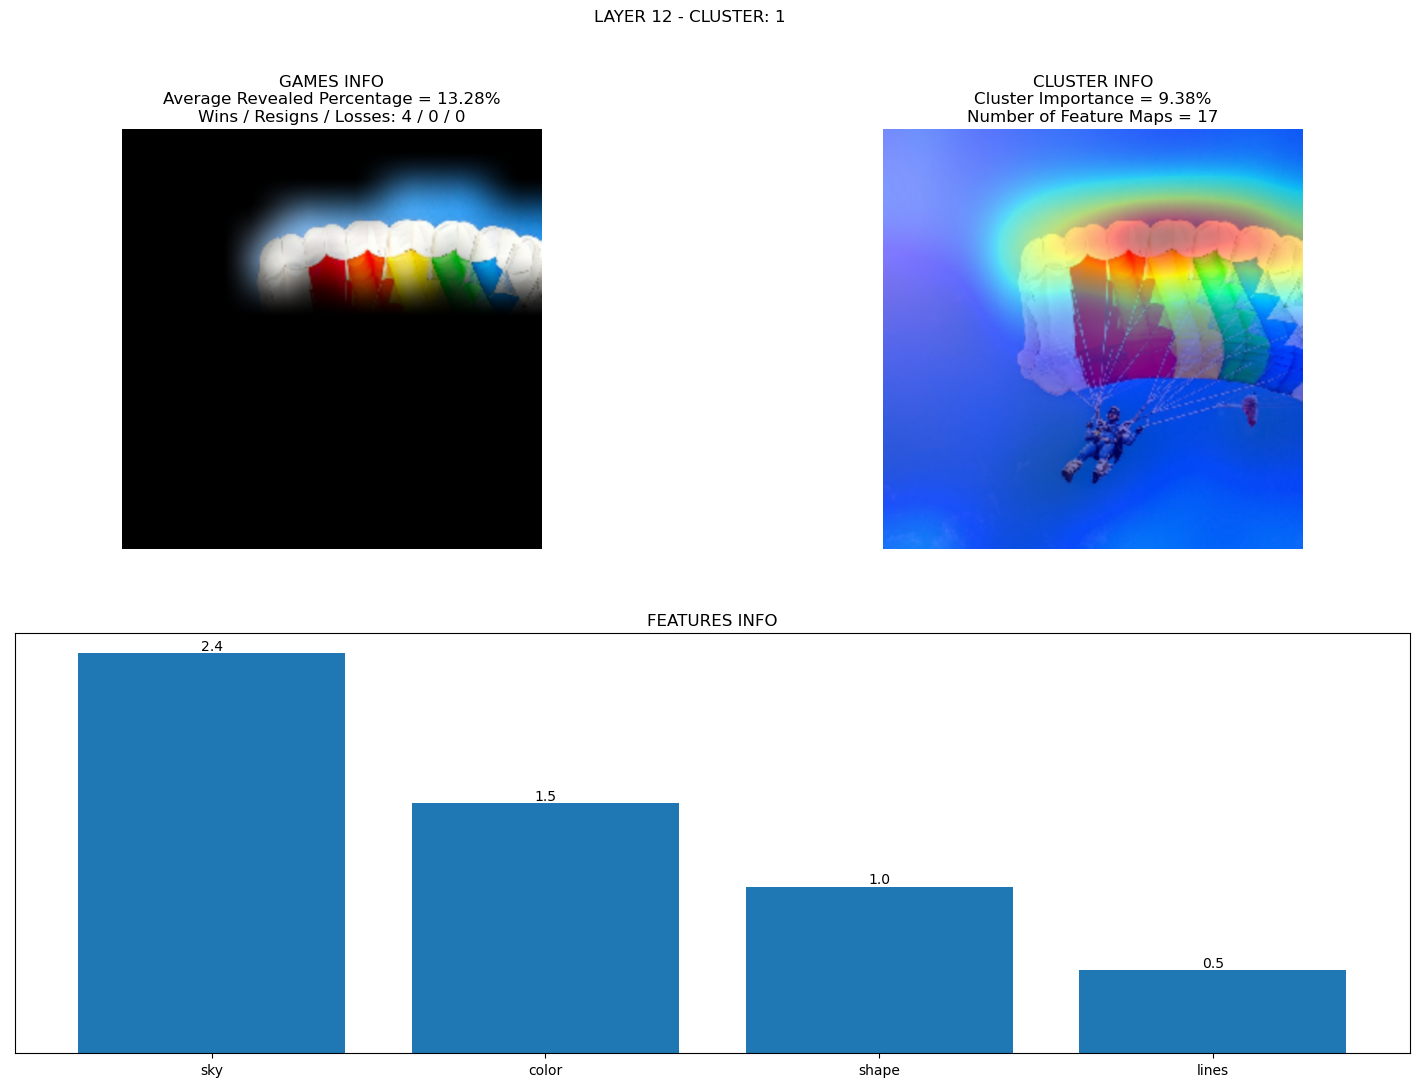 LAYER 12 - CLUSTER: 1
GAMES INFO
Average Revealed Percentage = 13.28%
Wins / Resigns / Losses: 4 / 0 / 0
CLUSTER INFO
Cluster Importance = 9.38%
Number of Feature Maps = 17
FEATURES INFO
2.4
1.5
1.0
0.5
sky
color
shape
lines